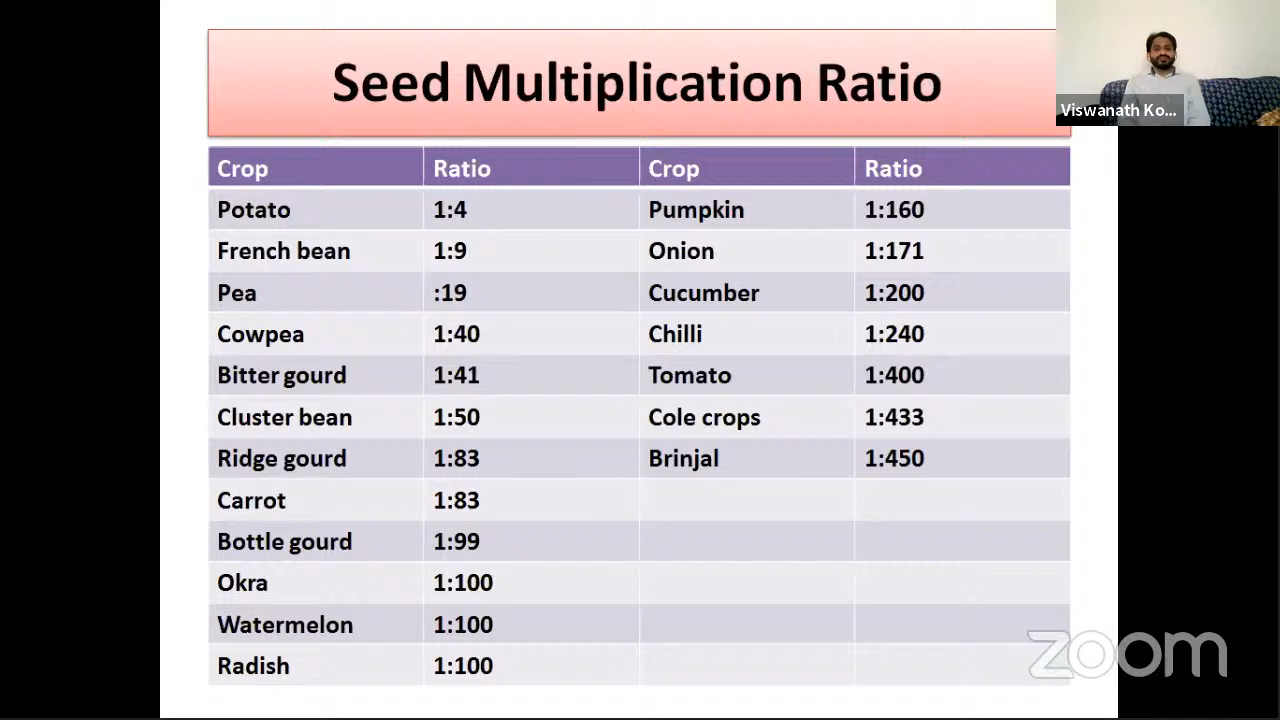 Seed Multiplication Ratio
Viswanath Ko...
Crop Ratio Crop Ratio
Potato 1:4 Pumpkin 1:160
French bean 1:9 Onion 1:171
Pea :19 Cucumber 1:200
Cowpea 1:40 Chilli 1:240
Bitter gourd 1:41 Tomato 1:400
Cluster bean 1:50 Cole crops 1:433
Ridge gourd 1:83 Brinjal 1:450
Carrot 1:83
Bottle gourd 1:99
Okra 1:100
Watermelon 1:100
Radish 1:100
zoom